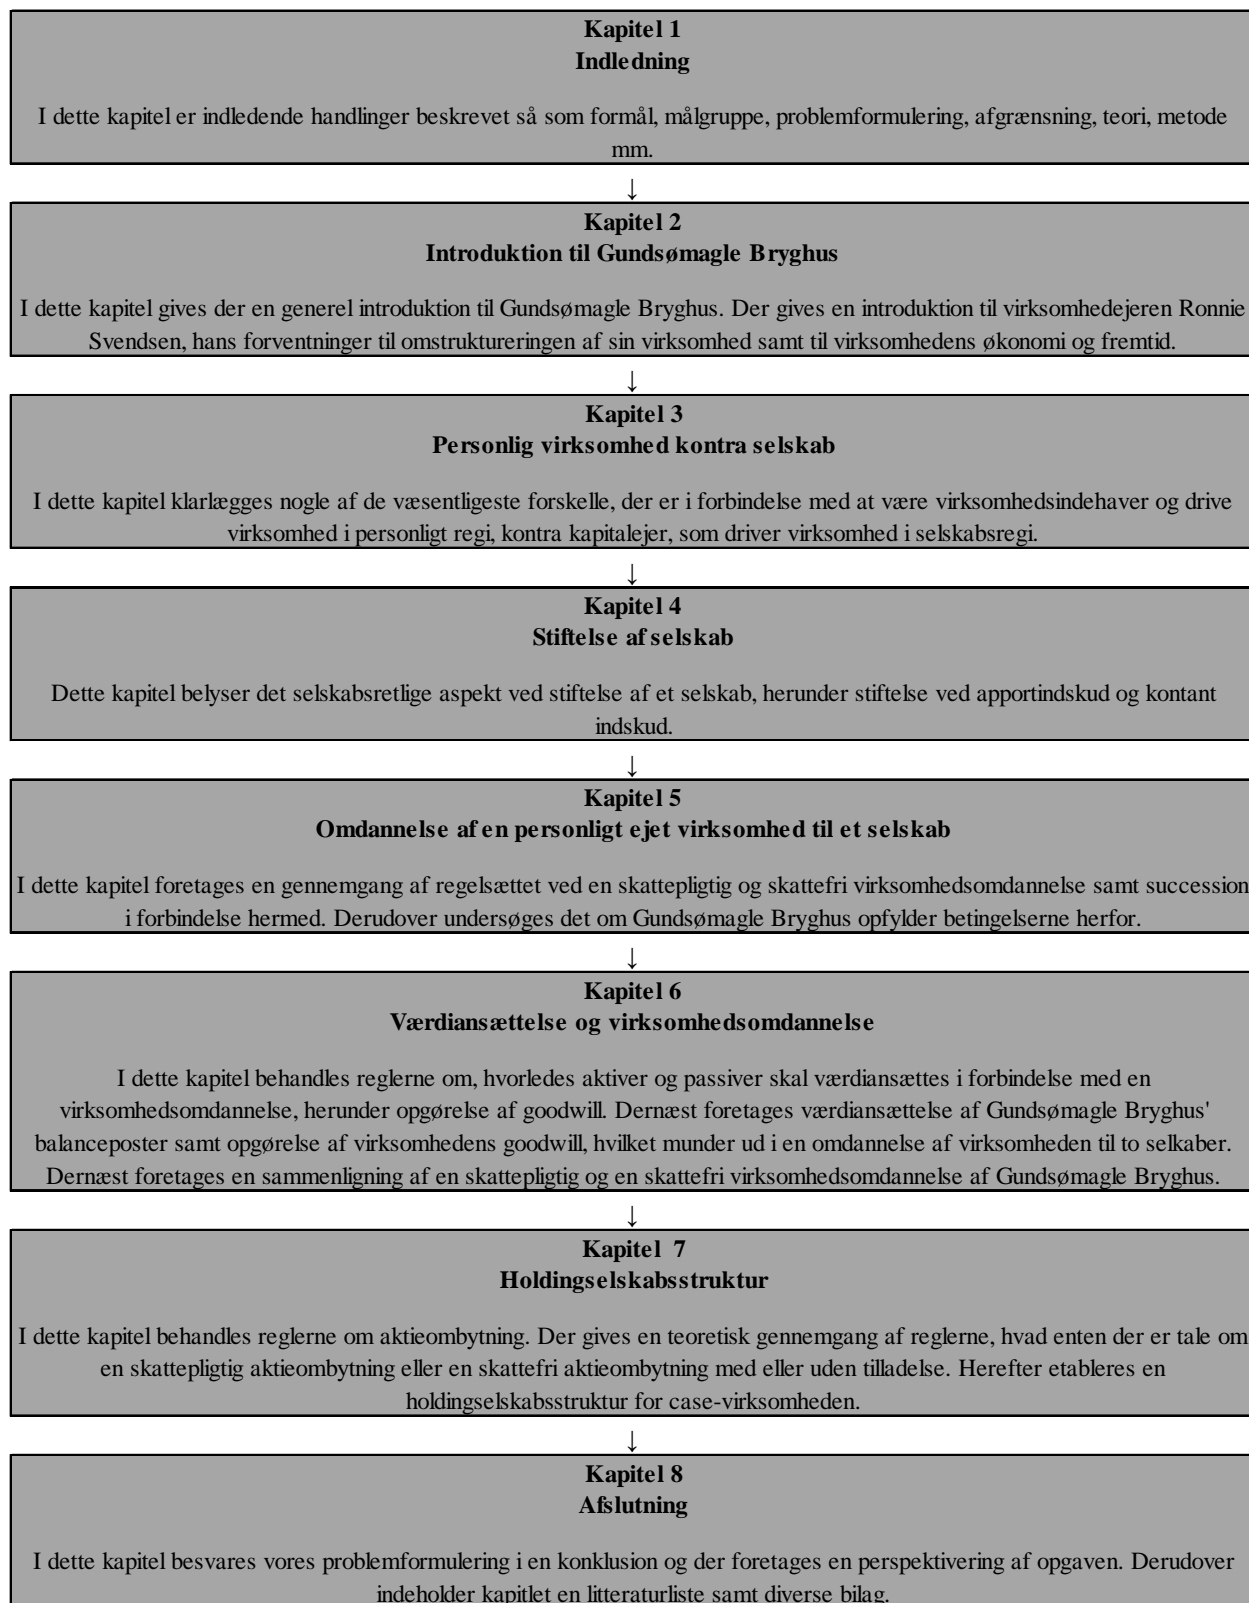 Kapitel 1
Indledning
I dette kapitel er indledende handlinger beskrevet så som formål, målgruppe, problemformulering, afgrænsning, teori, metode
mm.
↓
Kapitel 2
Introduktion til Gundsømagle Bryghus
I dette kapitel gives der en generel introduktion til Gundsømagle Bryghus. Der gives en introduktion til virksomhedejeren Ronnie
Svendsen, hans forventninger til omstruktureringen af sin virksomhed samt til virksomhedens økonomi og fremtid.
↓
Kapitel 3
Personlig virksomhed kontra selskab
I dette kapitel klarlægges nogle af de væsentligeste forskelle, der er i forbindelse med at være virksomhedsindehaver og drive
virksomhed i personligt regi, kontra kapitalejer, som driver virksomhed i selskabsregi.
↓
Kapitel 4
Stiftelse af selskab
Dette kapitel belyser det selskabsretlige aspekt ved stiftelse af et selskab, herunder stiftelse ved apportindskud og kontant
indskud.
↓
Kapitel 5
Omdannelse af en personligt ejet virksomhed til et selskab
I dette kapitel foretages en gennemgang af regelsættet ved en skattepligtig og skattefri virksomhedsomdannelse samt succession
i forbindelse hermed. Derudover undersøges det om Gundsømagle Bryghus opfylder betingelserne herfor.
↓
Kapitel 6
Værdiansættelse og virksomhedsomdannelse
I dette kapitel behandles reglerne om, hvorledes aktiver og passiver skal værdiansættes i forbindelse med en
virksomhedsomdannelse, herunder opgørelse af goodwill. Dernæst foretages værdiansættelse af Gundsømagle Bryghus'
balanceposter samt opgørelse af virksomhedens goodwill, hvilket munder ud i en omdannelse af virksomheden til to selkaber.
Dernæst foretages en sammenligning af en skattepligtig og en skattefri virksomhedsomdannelse af Gundsømagle Bryghus.
↓
Kapitel 7
Holdingselskabsstruktur
I dette kapitel behandles reglerne om aktieombytning. Der gives en teoretisk gennemgang af reglerne, hvad enten der er tale om
en skattepligtig aktieombytning eller en skattefri aktieombytning med eller uden tilladelse. Herefter etableres en
holdingselskabsstruktur for case-virksomheden.
↓
Kapitel 8
Afslutning
I dette kapitel besvares vores problemformulering i en konklusion og der foretages en perspektivering af opgaven. Derudover
indeholder kapitlet en litteraturliste samt diverse bilag.